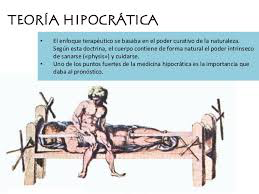 TEORÍA HIPOCRÁTICA
• El enfoque terapéutico se basaba en el poder curativo de la naturaleza.
Según esta doctrina, el cuerpo contiene de forma natural el poder intrínseco
de sanarse («physis») y cuidarse.
• Uno de los puntos fuertes de la medicina hipocrática es la importancia que
daba al pronóstico.